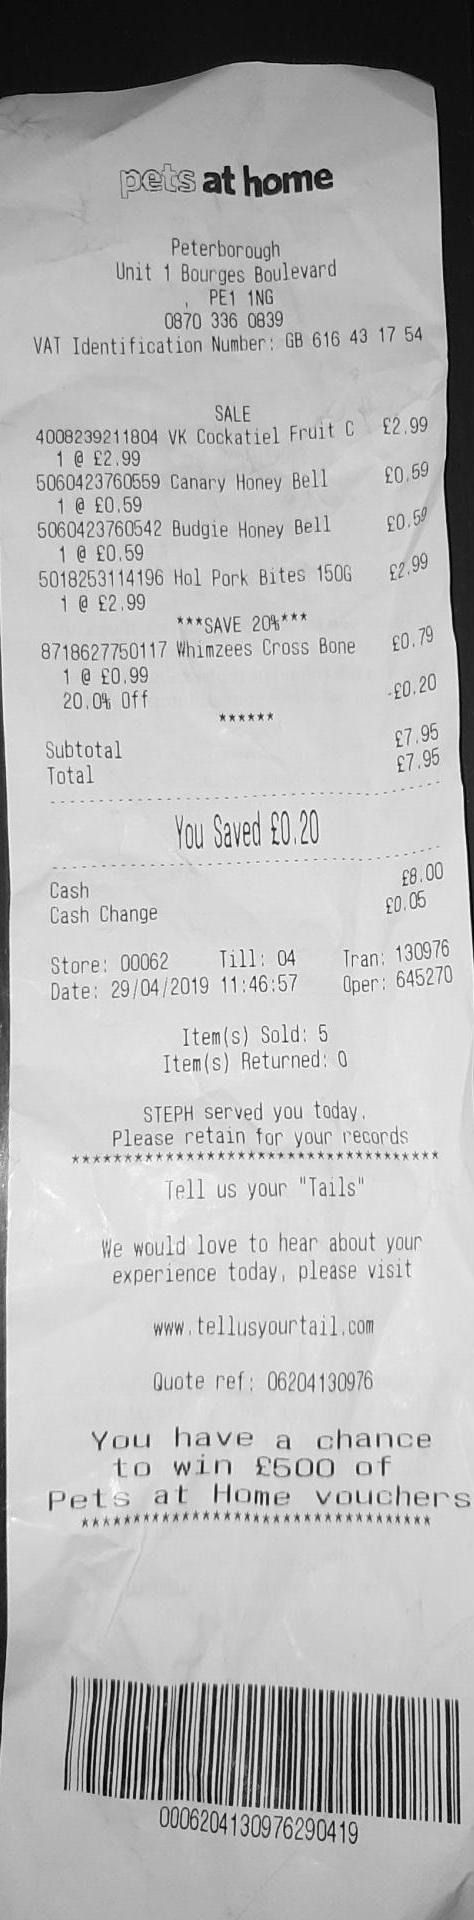 pets at home
Peterborough
Unit 1 Bourges Boulevard
, PE1 1NG
0870 336 0839
VAT Identification Number: GB 616 43 17 54
SALE
4008239211804 VK Cockatiel Fruit C £2.99
1 @ £2.99
5060423760559 Canary Honey Bell £0.59
1 @ £0.59
5060423760542 Budgie Honey Bell £0.59
1 @ £0.59
5018253114196 Hol Pork Bites 150G £2.99
1 @ £2.99
***SAVE 20%***
8718627750117 Whimzees Cross Bone £0.79
1 @ £0.99
20.0% Off -£0.20
******
Subtotal £7.95
Total £7.95
You Saved £0.20
Cash £8.00
Cash Change £0.05
Store: 00062 Till: 04 Tran: 130976
Date: 29/04/2019 11:46:57 Oper: 645270
Item(s) Sold: 5
Item(s) Returned: 0
STEPH served you today.
Please retain for your records
***********************************
Tell us your "Tails"
We would love to hear about your
experience today, please visit
www.tellusyourtail.com
Quote ref: 06204130976
You have a chance
to win £500 of
Pets at Home vouchers
***********************************
00062041309762904​19